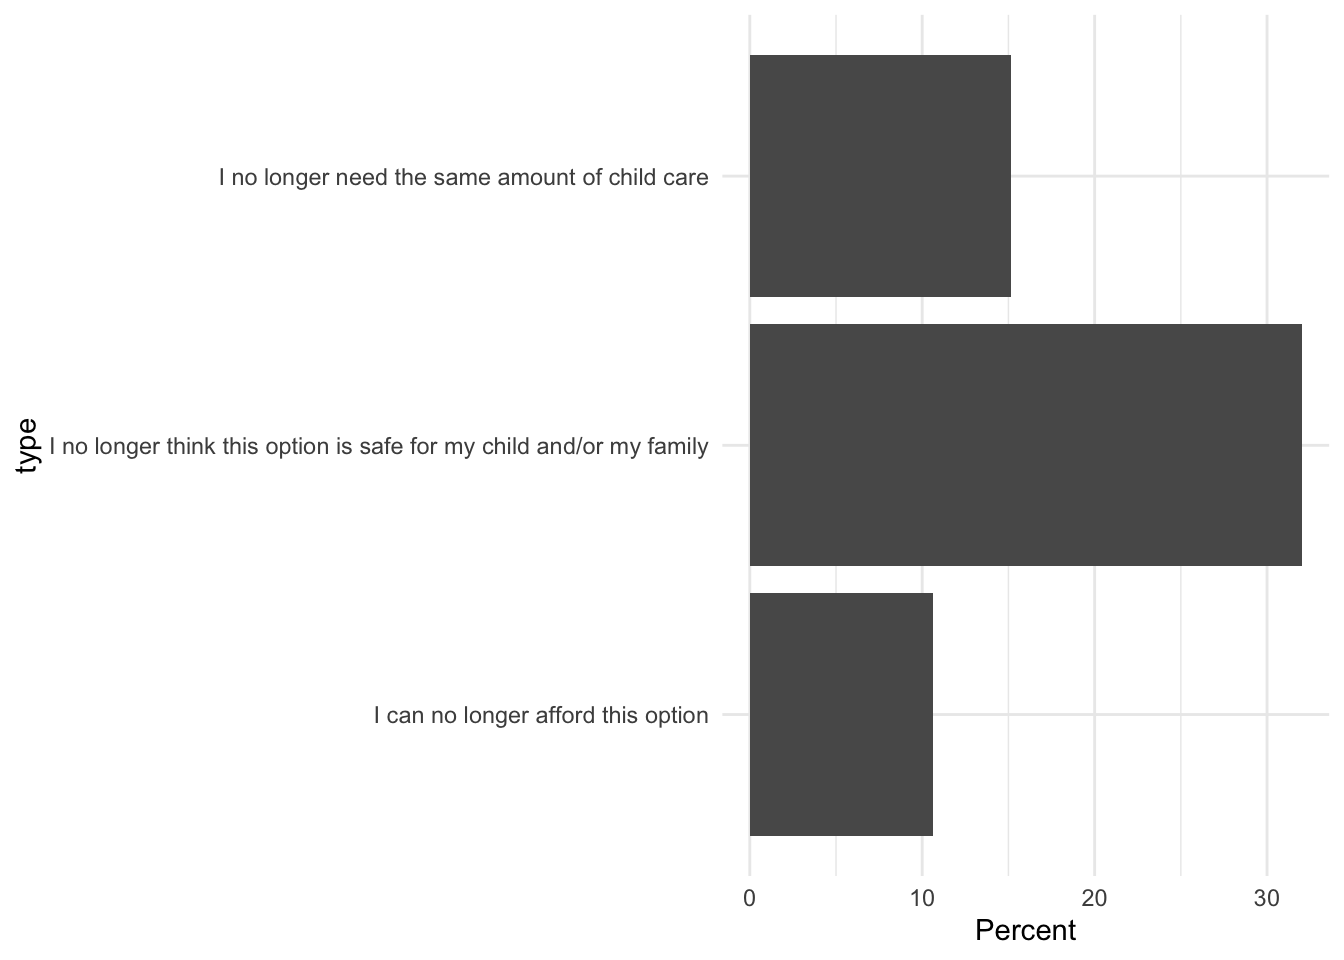 I no longer need the same amount of child care
type
I no longer think this option is safe for my child and/or my family
I can no longer afford this option
0 10 20 30
Percent